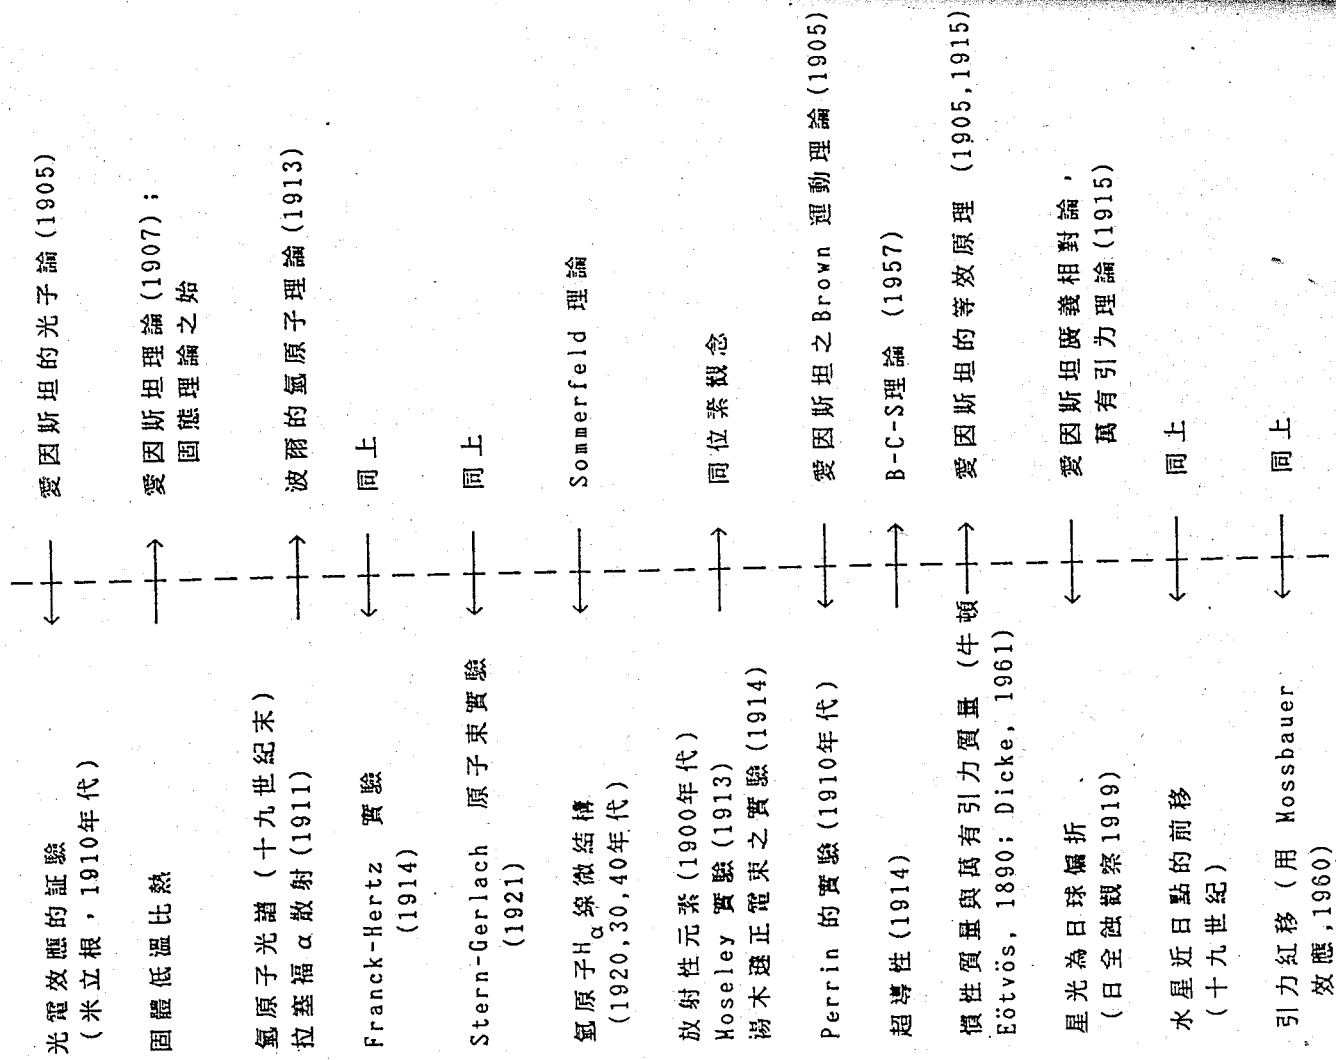 光電效應的証驗 ← 愛因斯坦的光子論(1905)
(米立根，1910年代)
固體低溫比熱 → 愛因斯坦理論(1907)；
固態理論之始
氫原子光譜 (十九世紀末)
拉塞福α散射(1911) → 波爾的氫原子理論(1913)
Franck-Hertz 實驗 ← 同上
(1914)
Stern-Gerlach 原子束實驗 ← 同上
(1921)
氫原子Hα線微結構 ← Sommerfeld 理論
(1920,30,40年代)
放射性元素(1900年代)
Moseley 實驗(1913) → 同位素觀念
湯木遜正電束之實驗(1914)
Perrin 的實驗(1910年代) ← 愛因斯坦之Brown 運動理論(1905)
超導性(1914) → B-C-S理論 (1957)
慣性質量與萬有引力質量 (牛頓 → 愛因斯坦的等效原理 (1905,1915)
Eötvös, 1890; Dicke, 1961)
星光為日球偏折 ← 愛因斯坦廣義相對論，
(日全蝕觀察1919) 萬有引力理論(1915)
水星近日點的前移 ← 同上
(十九世紀)
引力紅移 (用 Mossbauer ← 同上
效應,1960)